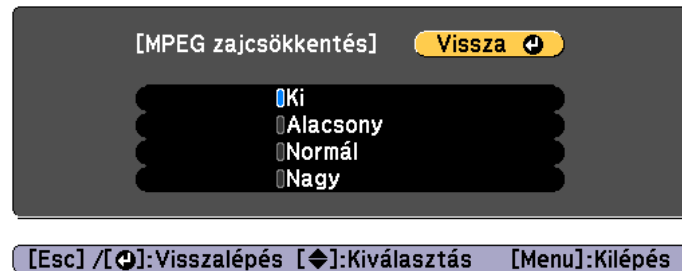 [MPEG zajcsökkentés] Vissza
Ki
Alacsony
Normál
Nagy
[Esc] /[⏎]:Visszalépés [◆]:Kiválasztás [Menu]:Kilépés